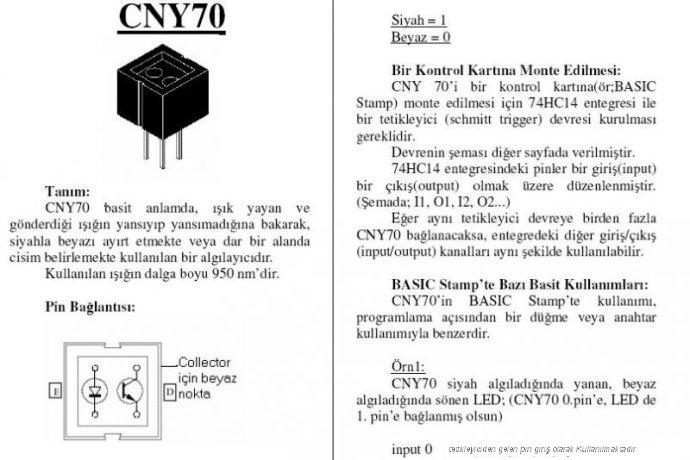 CNY70
Tanım:
CNY70 basit anlamda, ışık yayan ve
gönderdiği ışığın yansıyıp yansımadığına bakarak,
siyahla beyazı ayırt etmekte veya dar bir alanda
cisim belirlemekte kullanılan bir algılayıcıdır.
Kullanılan ışığın dalga boyu 950 nm'dir.
Pin Bağlantısı:
Collector
için beyaz
nokta
E
D
Siyah = 1
Beyaz = 0
Bir Kontrol Kartına Monte Edilmesi:
CNY 70'i bir kontrol kartına(ör;BASIC
Stamp) monte edilmesi için 74HC14 entegresi ile
bir tetikleyici (schmitt trigger) devresi kurulması
gereklidir.
Devrenin şeması diğer sayfada verilmiştir.
74HC14 entegresindeki pinler bir giriş(input)
bir çıkış(output) olmak üzere düzenlenmiştir.
(Şemada; I1, O1, I2, O2...)
Eğer aynı tetikleyici devreye birden fazla
CNY70 bağlanacaksa, entegredeki diğer giriş/çıkış
(input/output) kanalları aynı şekilde kullanılabilir.
BASIC Stamp'te Bazı Basit Kullanımları:
CNY70'in BASIC Stamp'te kullanımı,
programlama açısından bir düğme veya anahtar
kullanımıyla benzerdir.
Örn1:
CNY70 siyah algıladığında yanan, beyaz
algıladığında sönen LED; (CNY70 0.pin'e, LED de
1. pin'e bağlanmış olsun)
input 0 tetikleyiciden gelen pin giriş olarak Kullanılmaktadır